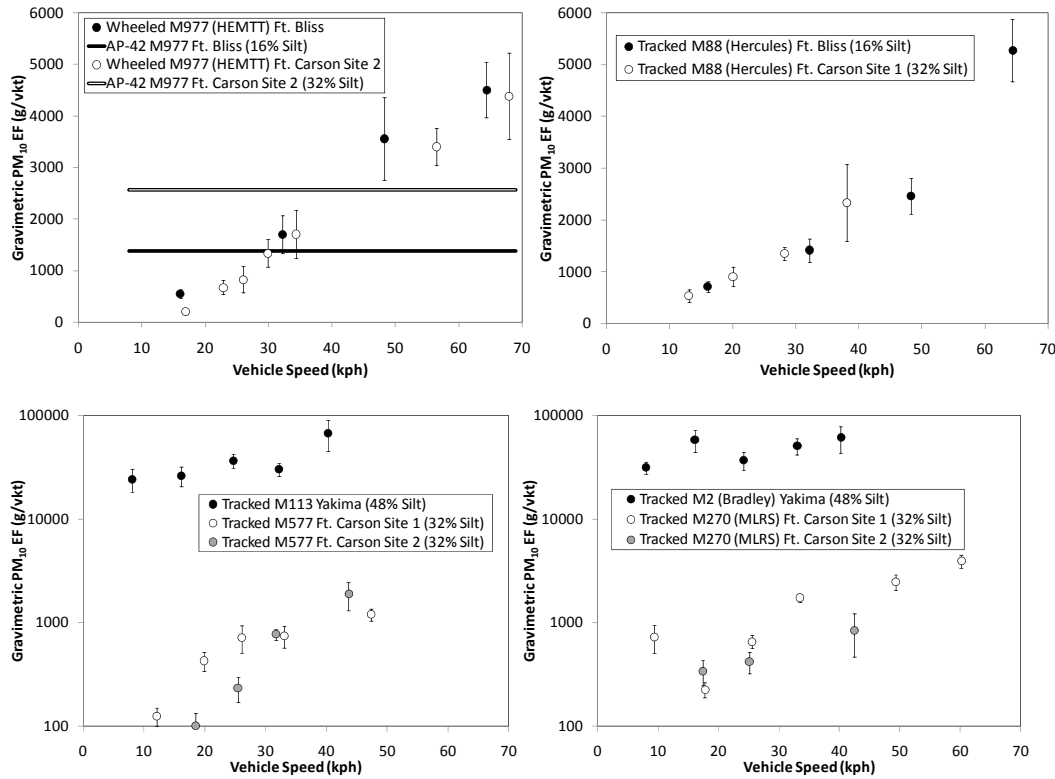 Gravimetric PM10 EF (g/vkt)
6000
5000
4000
3000
2000
1000
0
Wheeled M977 (HEMTT) Ft. Bliss
AP-42 M977 Ft. Bliss (16% Silt)
Wheeled M977 (HEMTT) Ft. Carson Site 2
AP-42 M977 Ft. Carson Site 2 (32% Silt)
0 10 20 30 40 50 60 70
Vehicle Speed (kph)
Gravimetric PM10 EF (g/vkt)
6000
5000
4000
3000
2000
1000
0
Tracked M88 (Hercules) Ft. Bliss (16% Silt)
Tracked M88 (Hercules) Ft. Carson Site 1 (32% Silt)
0 10 20 30 40 50 60 70
Vehicle Speed (kph)
Gravimetric PM10 EF (g/vkt)
100000
10000
1000
100
Tracked M113 Yakima (48% Silt)
Tracked M577 Ft. Carson Site 1 (32% Silt)
Tracked M577 Ft. Carson Site 2 (32% Silt)
0 10 20 30 40 50 60 70
Vehicle Speed (kph)
Gravimetric PM10 EF (g/vkt)
100000
10000
1000
100
Tracked M2 (Bradley) Yakima (48% Silt)
Tracked M270 (MLRS) Ft. Carson Site 1 (32% Silt)
Tracked M270 (MLRS) Ft. Carson Site 2 (32% Silt)
0 10 20 30 40 50 60 70
Vehicle Speed (kph)